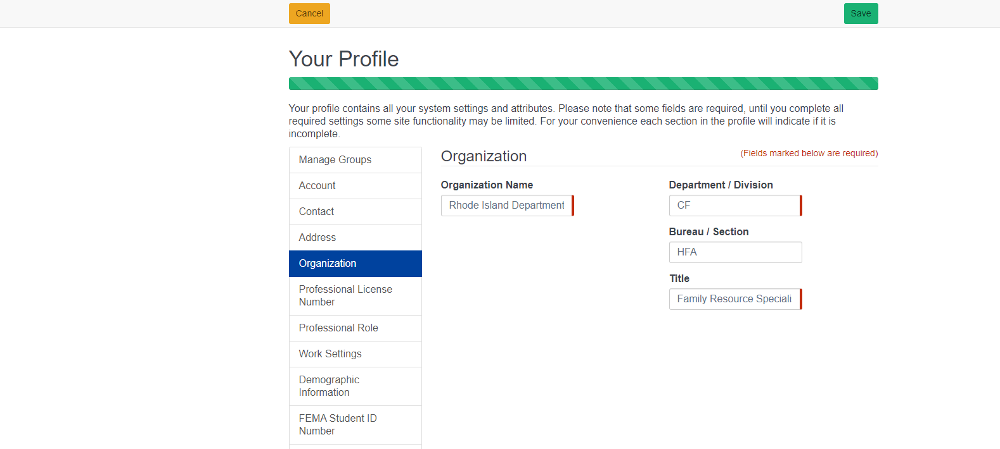 Cancel
Save
Your Profile
Your profile contains all your system settings and attributes. Please note that some fields are required, until you complete all
required settings some site functionality may be limited. For your convenience each section in the profile will indicate if it is
incomplete.
Manage Groups
Account
Contact
Address
Organization
Professional License
Number
Professional Role
Work Settings
Demographic
Information
FEMA Student ID
Number
Organization
(Fields marked below are required)
Organization Name
Rhode Island Department
Department / Division
CF
Bureau / Section
HFA
Title
Family Resource Speciali